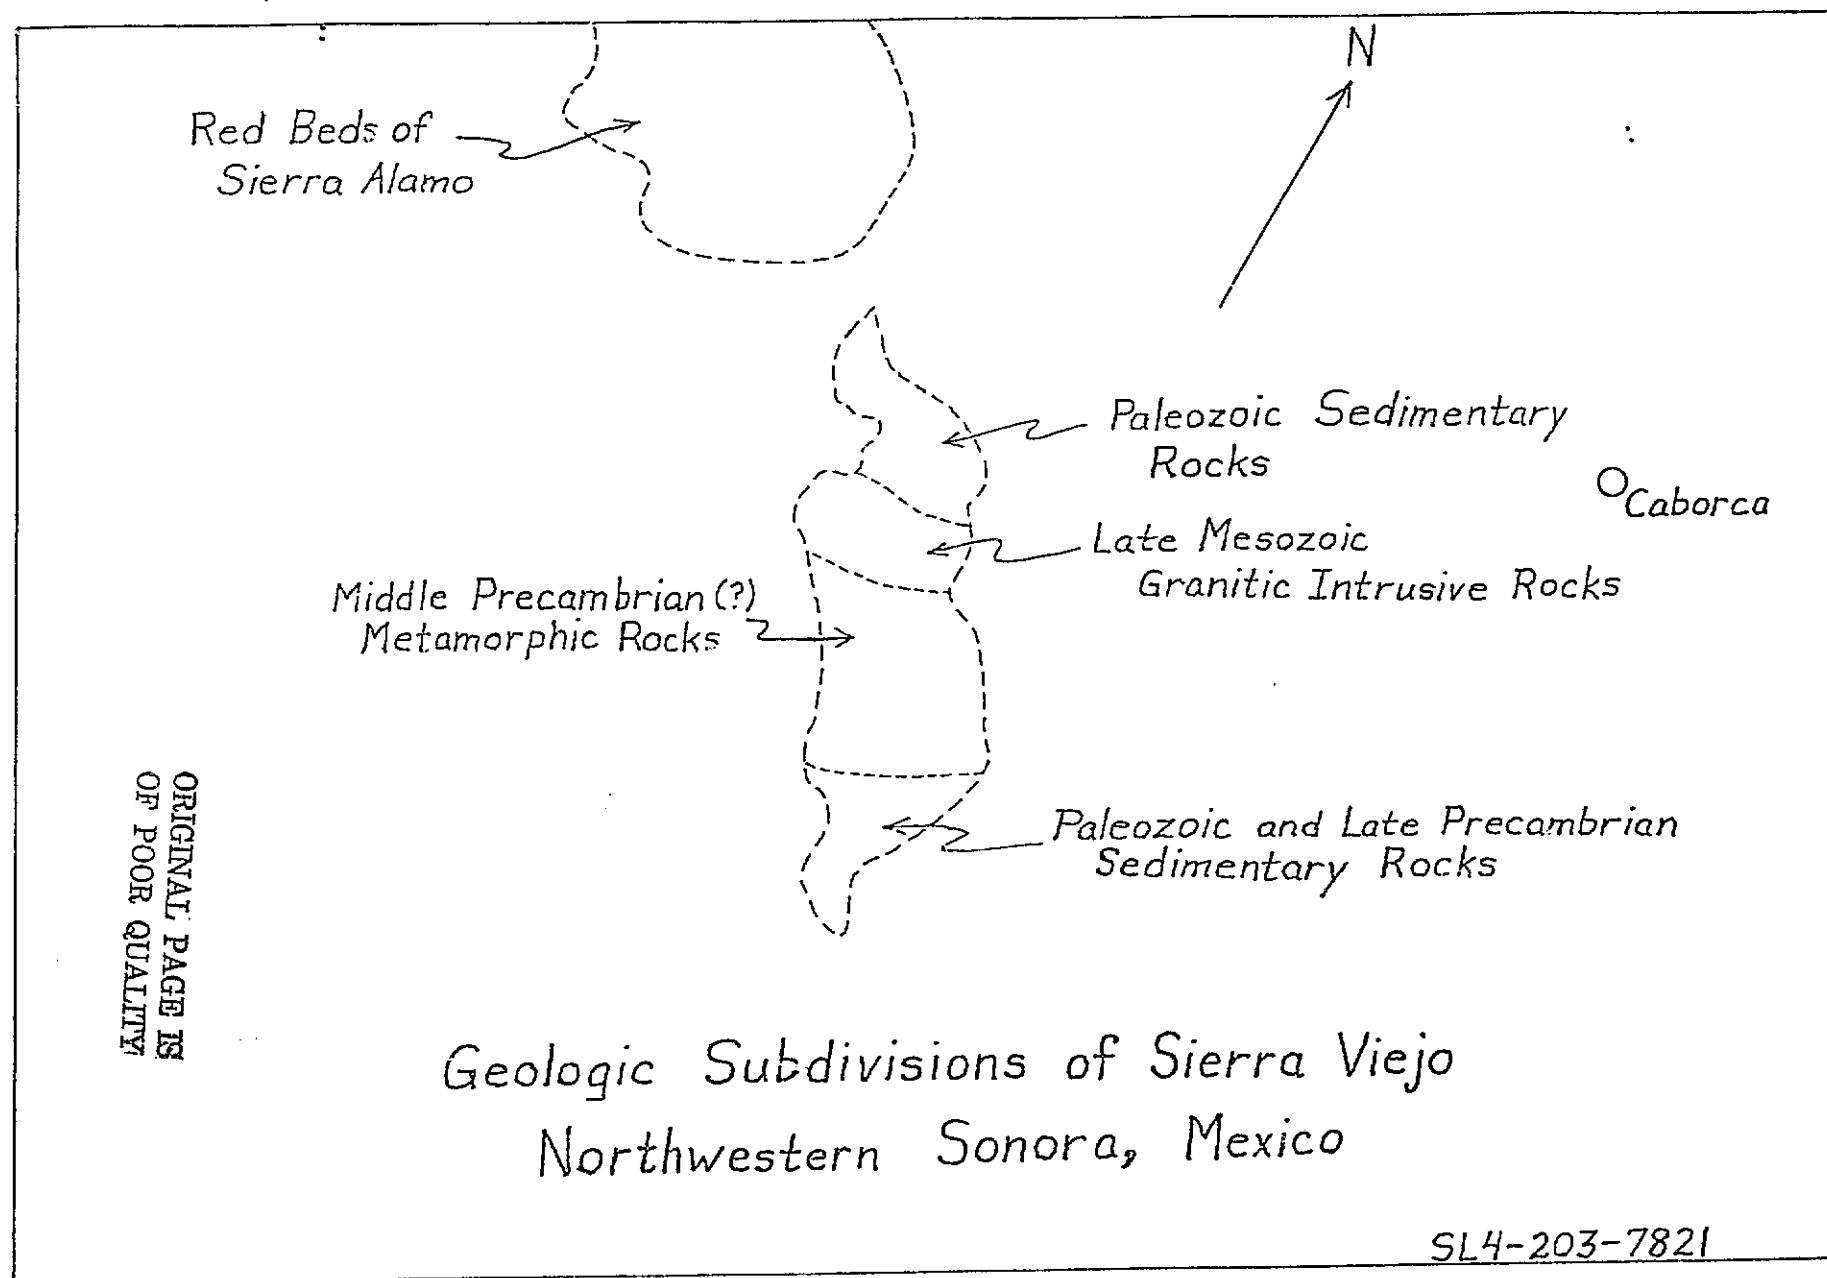 N
Red Beds of
Sierra Alamo
Paleozoic Sedimentary
Rocks
Caborca
Late Mesozoic
Granitic Intrusive Rocks
Middle Precambrian (?)
Metamorphic Rocks
Paleozoic and Late Precambrian
Sedimentary Rocks
ORIGINAL PAGE IS
OF POOR QUALITY
Geologic Subdivisions of Sierra Viejo
Northwestern Sonora, Mexico
SL4-203-7821